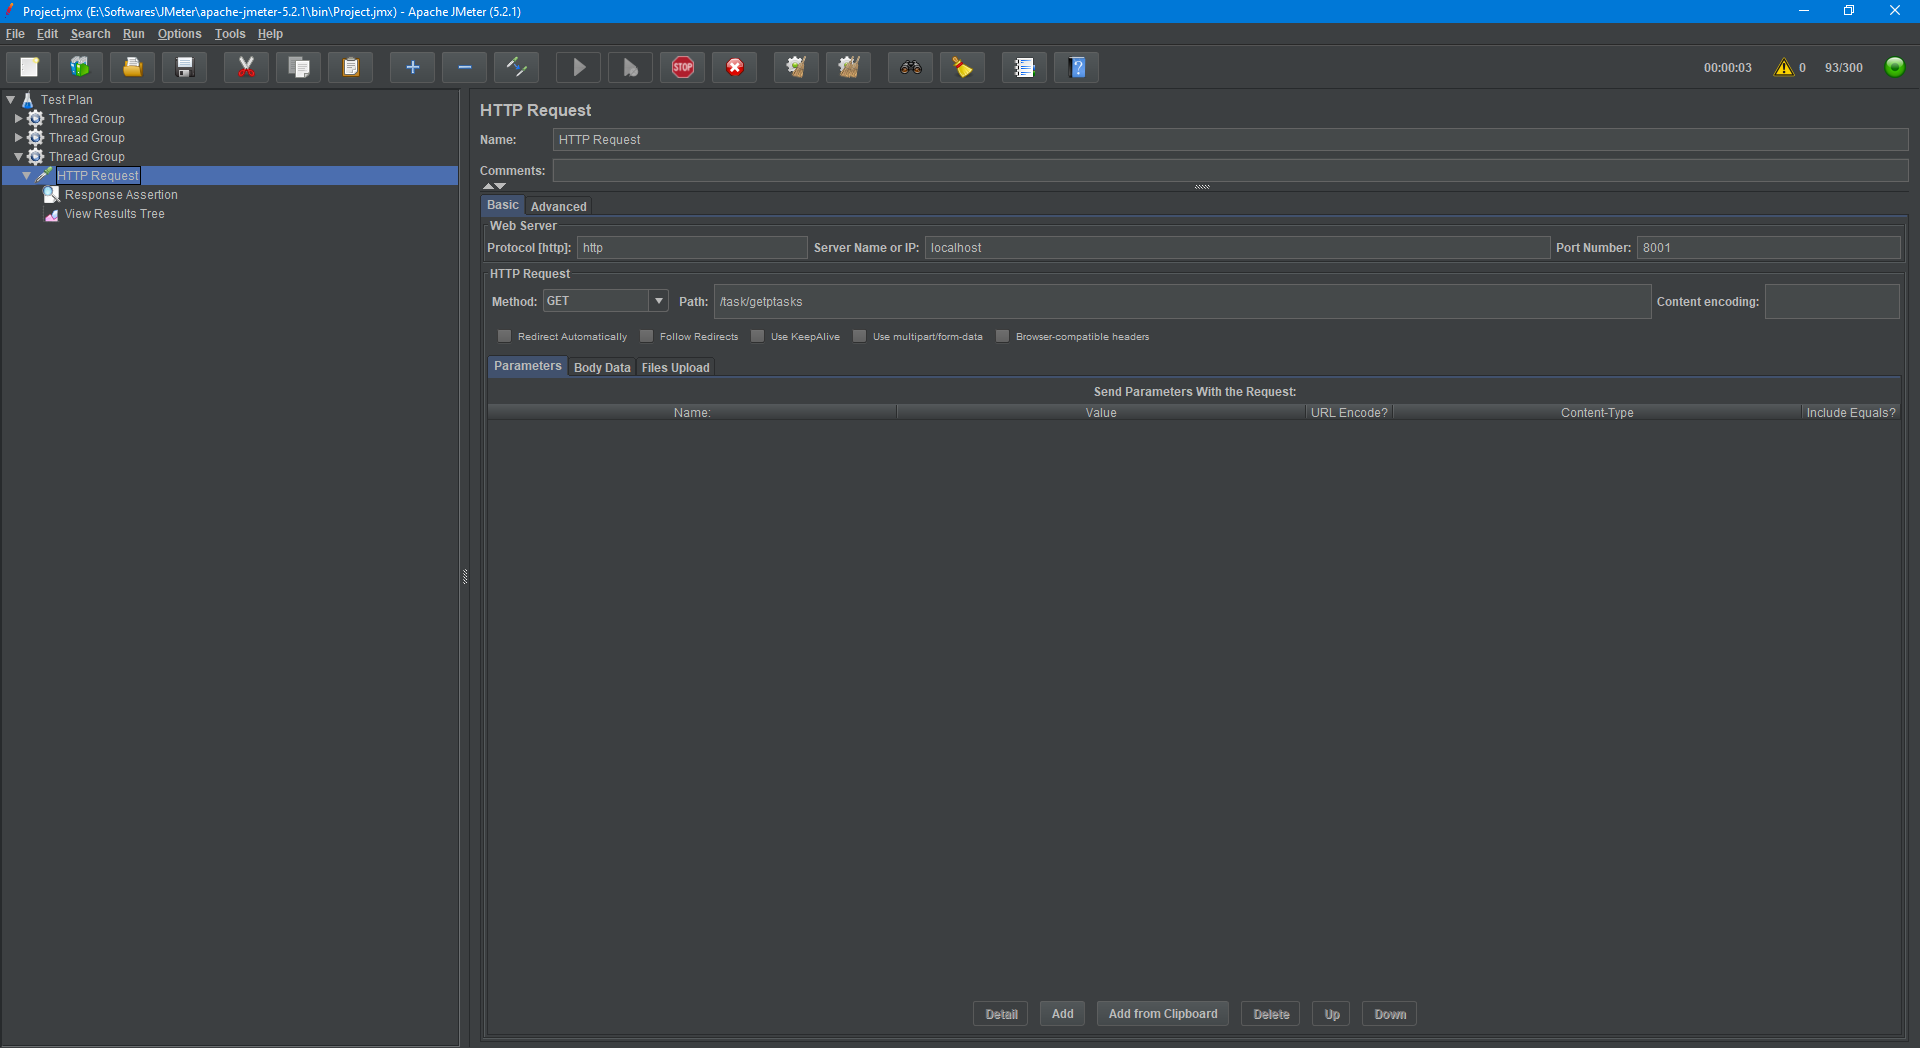 Project.jmx (E:\Softwares\JMeter\apache-jmeter-5.2.1\bin\Project.jmx) - Apache JMeter (5.2.1)
File Edit Search Run Options Tools Help
STOP ? 00:00:03 0 93/300
Test Plan
Thread Group
Thread Group
Thread Group
HTTP Request
Response Assertion
View Results Tree
HTTP Request
Name: HTTP Request
Comments:
Basic Advanced
Web Server
Protocol [http]: http Server Name or IP: localhost Port Number: 8001
HTTP Request
Method: GET Path: /task/getptasks Content encoding:
Redirect Automatically Follow Redirects Use KeepAlive Use multipart/form-data Browser-compatible headers
Parameters Body Data Files Upload
Send Parameters With the Request:
Name: Value URL Encode? Content-Type Include Equals?
Detail Add Add from Clipboard Delete Up Down